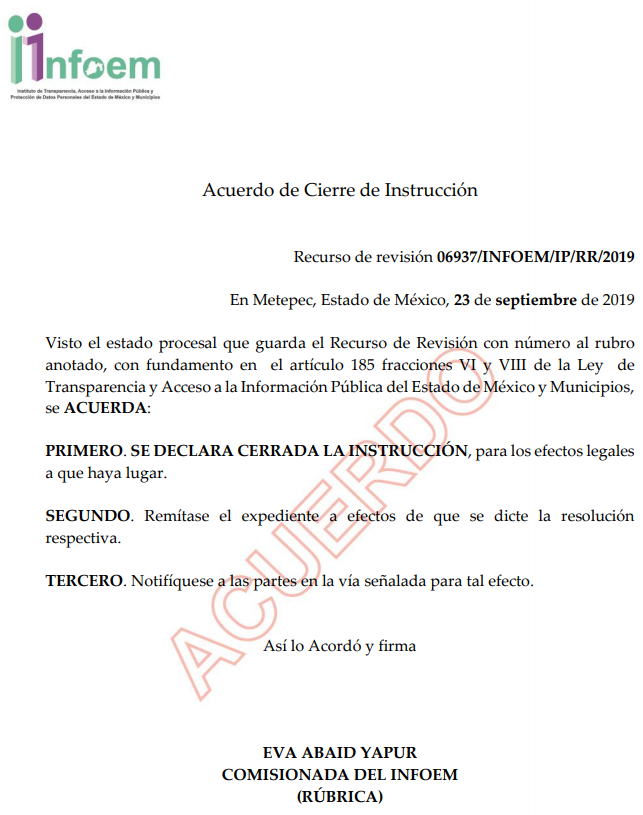 infoem
Instituto de Transparencia, Acceso a la Información Pública y
Protección de Datos Personales del Estado de México y Municipios
Acuerdo de Cierre de Instrucción
Recurso de revisión 06937/INFOEM/IP/RR/2019
En Metepec, Estado de México, 23 de septiembre de 2019
Visto el estado procesal que guarda el Recurso de Revisión con número al rubro
anotado, con fundamento en el artículo 185 fracciones VI y VIII de la Ley de
Transparencia y Acceso a la Información Pública del Estado de México y Municipios,
se ACUERDA:
PRIMERO. SE DECLARA CERRADA LA INSTRUCCIÓN, para los efectos legales
a que haya lugar.
SEGUNDO. Remítase el expediente a efectos de que se dicte la resolución
respectiva.
TERCERO. Notifíquese a las partes en la vía señalada para tal efecto.
ACUERDO
Así lo Acordó y firma
EVA ABAID YAPUR
COMISIONADA DEL INFOEM
(RÚBRICA)